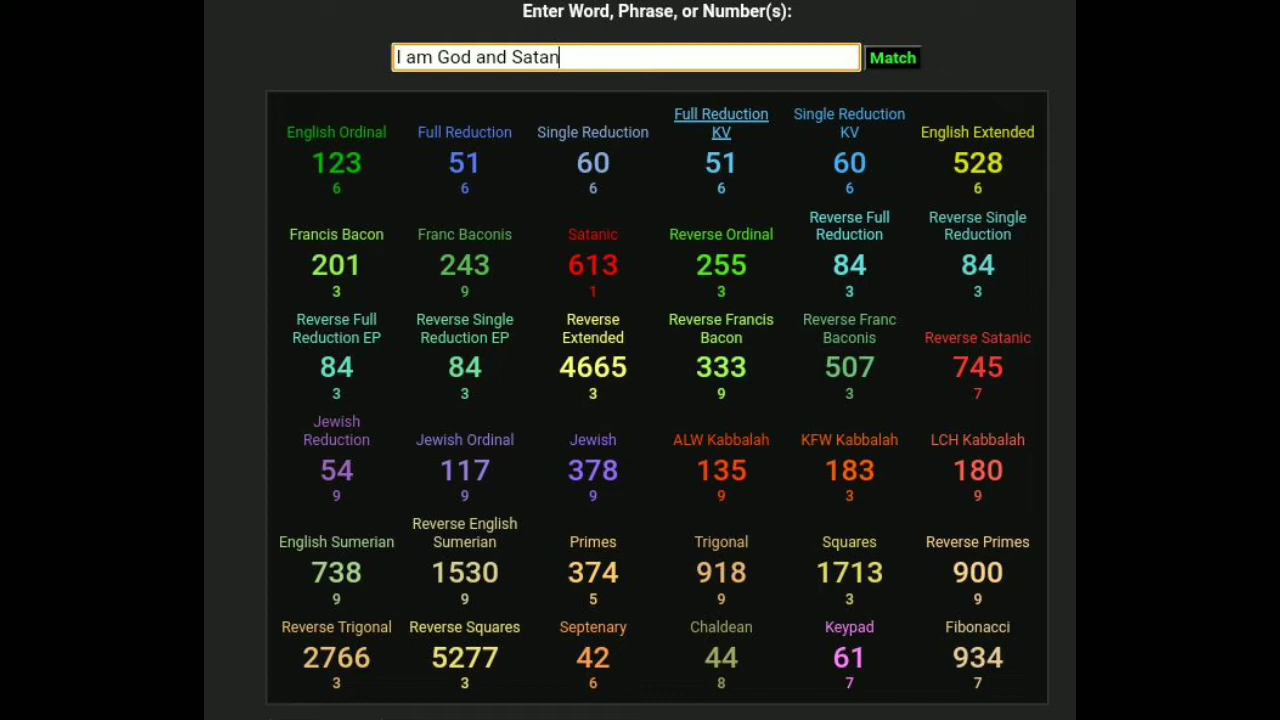 Enter Word, Phrase, or Number(s):
I am God and Satan Match
Full Reduction Single Reduction
English Ordinal Full Reduction Single Reduction KV KV English Extended
123 51 60 51 60 528
6 6 6 6 6 6
Reverse Full Reverse Single
Francis Bacon Franc Baconis Satanic Reverse Ordinal Reduction Reduction
201 243 613 255 84 84
3 9 1 3 3 3
Reverse Full Reverse Single Reverse Reverse Francis Reverse Franc
Reduction EP Reduction EP Extended Bacon Baconis Reverse Satanic
84 84 4665 333 507 745
3 3 3 9 3 7
Jewish
Reduction Jewish Ordinal Jewish ALW Kabbalah KFW Kabbalah LCH Kabbalah
54 117 378 135 183 180
9 9 9 9 3 9
Reverse English
English Sumerian Sumerian Primes Trigonal Squares Reverse Primes
738 1530 374 918 1713 900
9 9 5 9 3 9
Reverse Trigonal Reverse Squares Septenary Chaldean Keypad Fibonacci
2766 5277 42 44 61 934
3 3 6 8 7 7